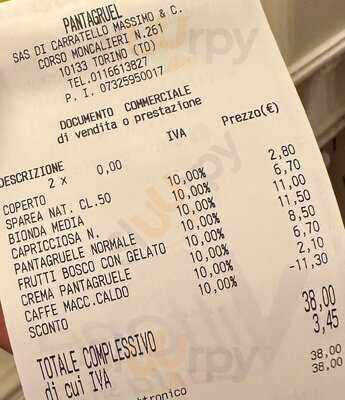 PANTAGRUEL
SAS DI CARRATELLO MASSIMO & C.
CORSO MONCALIERI N.261
10133 TORINO (TO)
TEL.0116613827
P. I. 07325950017
DOCUMENTO COMMERCIALE
di vendita o prestazione
DESCRIZIONE IVA Prezzo(€)
2 x 0,00
COPERTO 10,00% 2,80
SPAREA NAT. CL.50 10,00% 6,70
BIONDA MEDIA 10,00% 11,00
CAPRICCIOSA N. 10,00% 11,50
PANTAGRUELE NORMALE 10,00% 8,50
FRUTTI BOSCO CON GELATO 10,00% 6,70
CREMA PANTAGRUELE 10,00% 2,10
CAFFE MACC.CALDO 10,00% -11,30
SCONTO
TOTALE COMPLESSIVO 38,00
di cui IVA 3,45
38,00
38,00